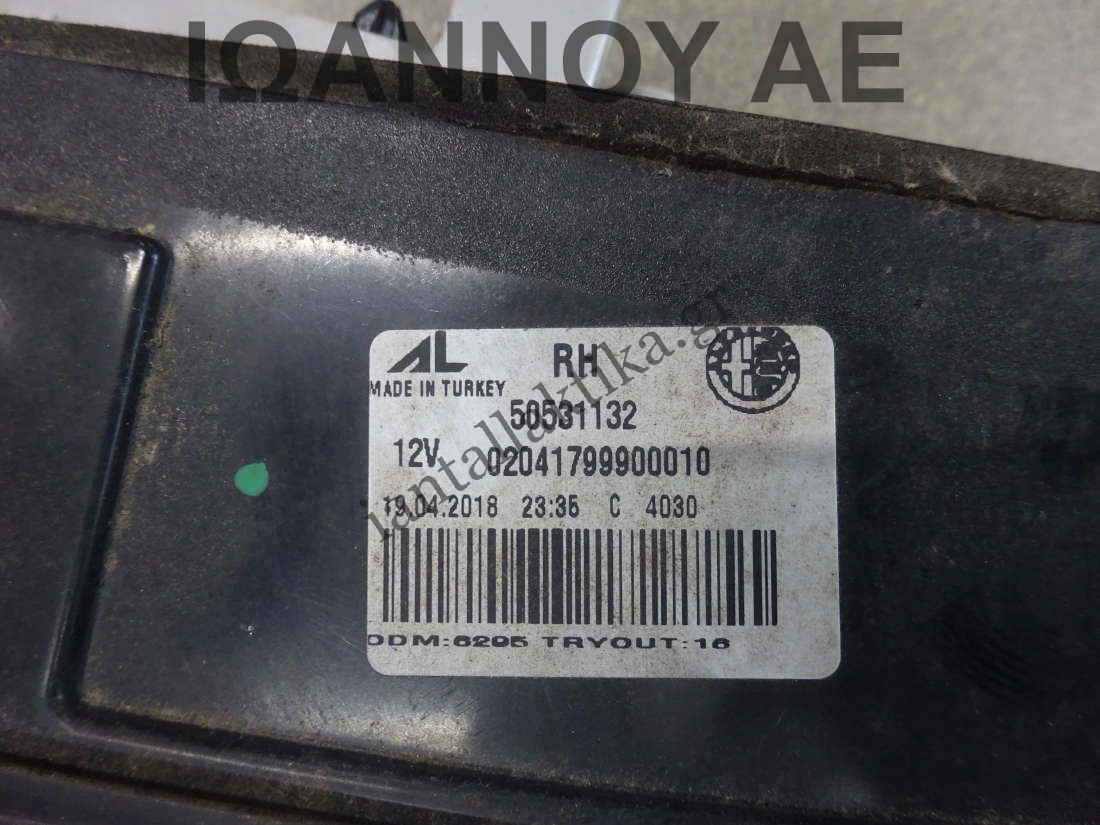 ΙΩΑΝΝΟΥ ΑΕ
iantallaktika.gr
AL RH
MADE IN TURKEY
50531132
12V 02041799900010
19.04.2018 23:35 C 4030
ODM:6295 TRYOUT:16